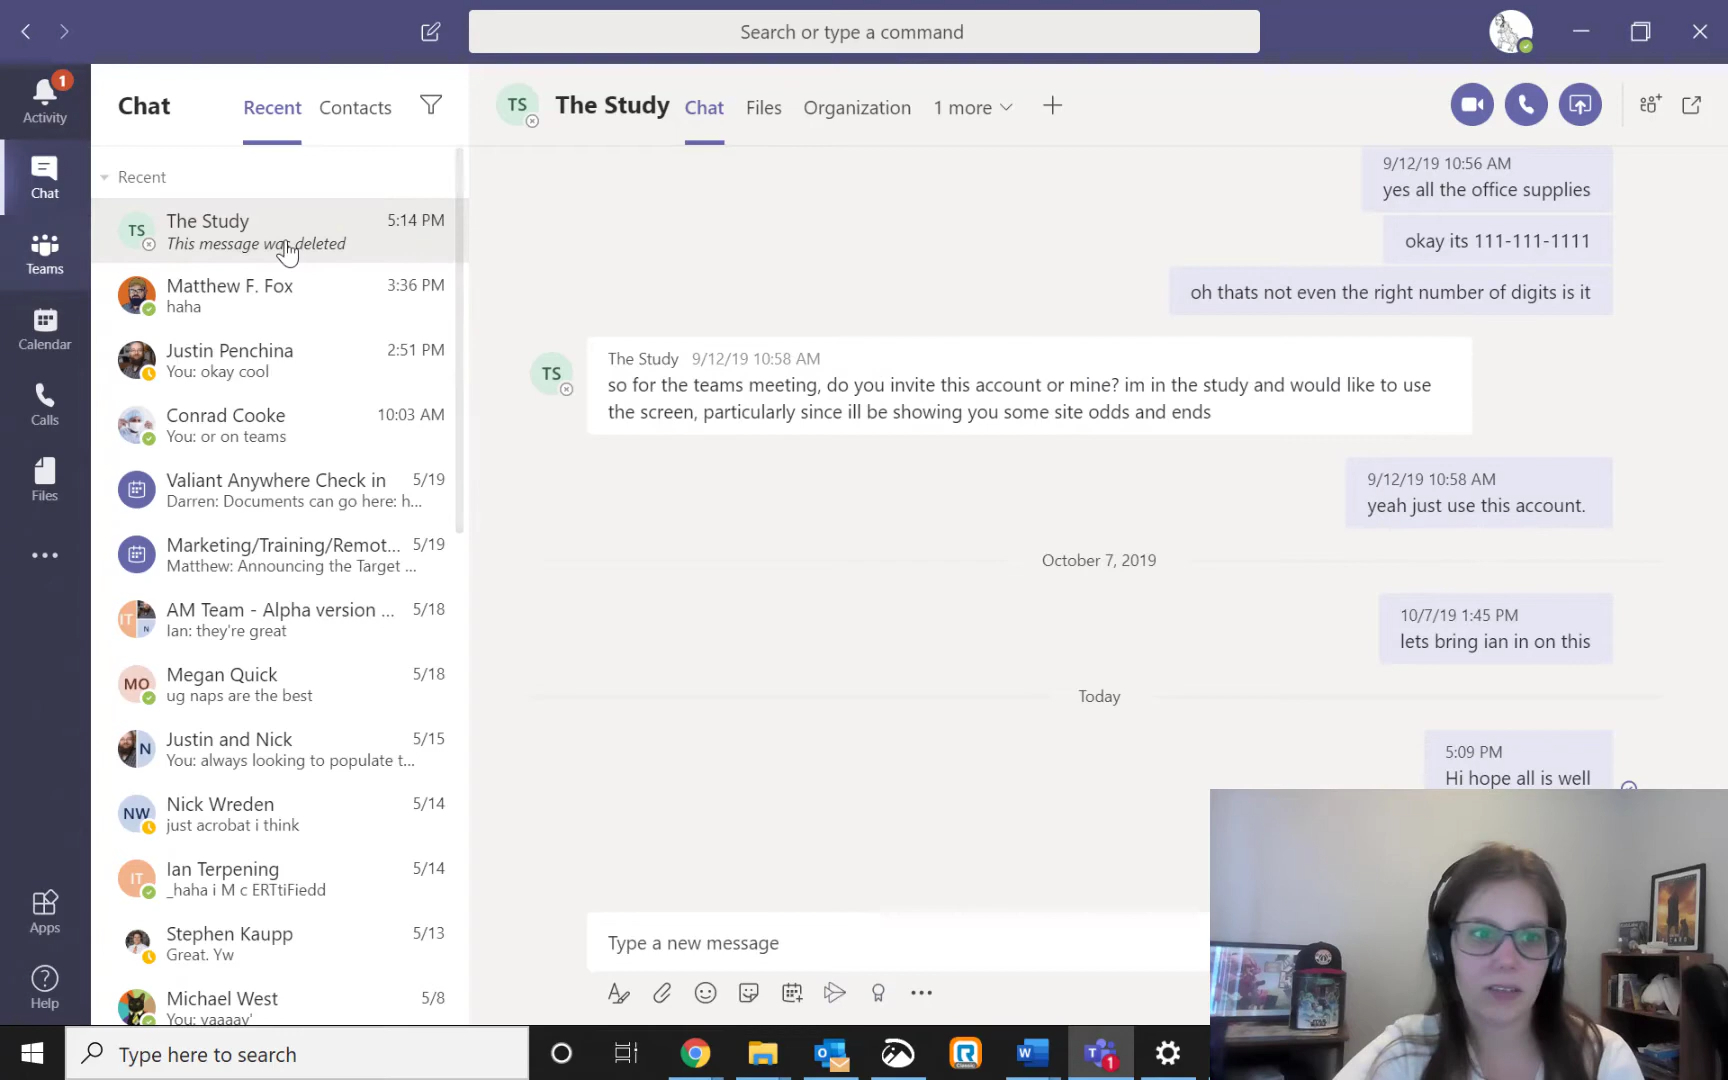 Search or type a command
1
Activity
Chat
Teams
Calendar
Calls
Files
Apps
Help
Chat
Recent
Contacts
Recent
TS
The Study
5:14 PM
This message was deleted
Matthew F. Fox
3:36 PM
haha
Justin Penchina
2:51 PM
You: okay cool
Conrad Cooke
10:03 AM
You: or on teams
Valiant Anywhere Check in
5/19
Darren: Documents can go here: h...
Marketing/Training/Remot...
5/19
Matthew: Announcing the Target ...
IT
N
AM Team - Alpha version ...
5/18
Ian: they're great
MQ
Megan Quick
5/18
ug naps are the best
N
Justin and Nick
5/15
You: always looking to populate t...
NW
Nick Wreden
5/14
just acrobat i think
IT
Ian Terpening
5/14
_haha i M c ERTtiFiedd
Stephen Kaupp
5/13
Great. Yw
Michael West
5/8
You: yaaaay'
TS
The Study
Chat
Files
Organization
1 more
9/12/19 10:56 AM
yes all the office supplies
okay its 111-111-1111
oh thats not even the right number of digits is it
TS
The Study 9/12/19 10:58 AM
so for the teams meeting, do you invite this account or mine? im in the study and would like to use
the screen, particularly since ill be showing you some site odds and ends
9/12/19 10:58 AM
yeah just use this account.
October 7, 2019
10/7/19 1:45 PM
lets bring ian in on this
Today
5:09 PM
Hi hope all is well
Type a new message
Type here to search
1